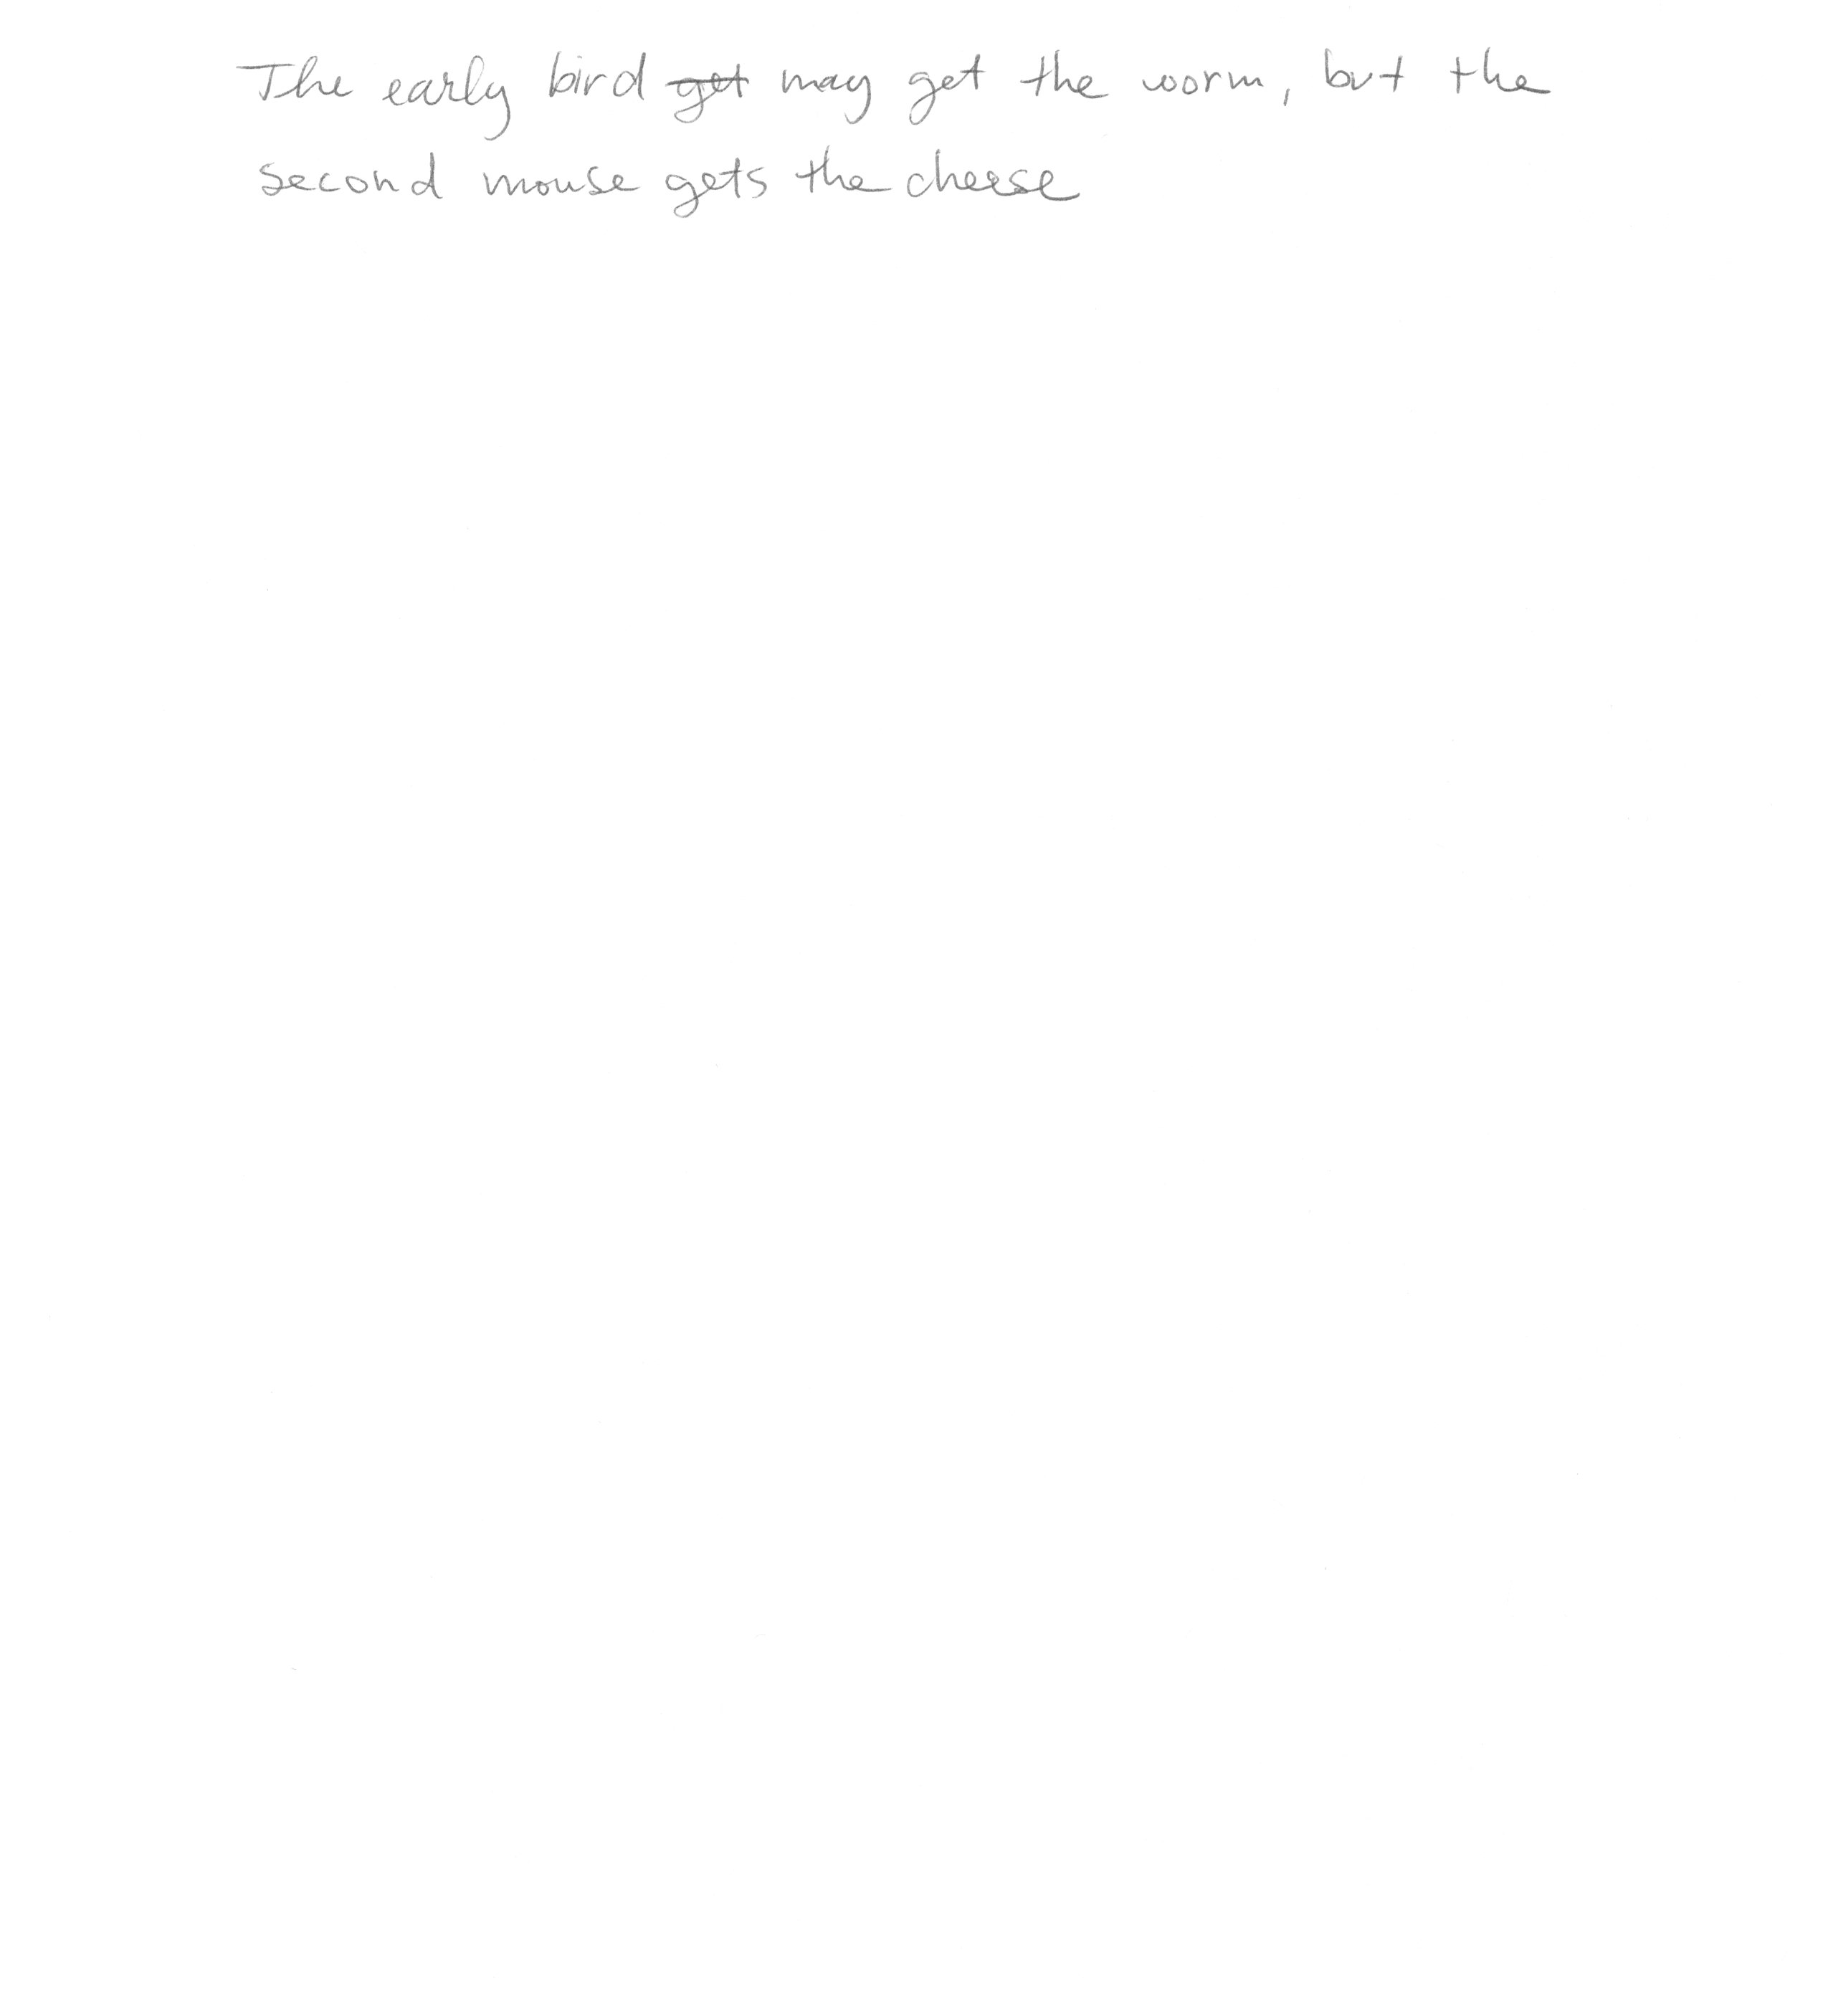 The early bird get may get the worm, but the
second mouse gets the cheese